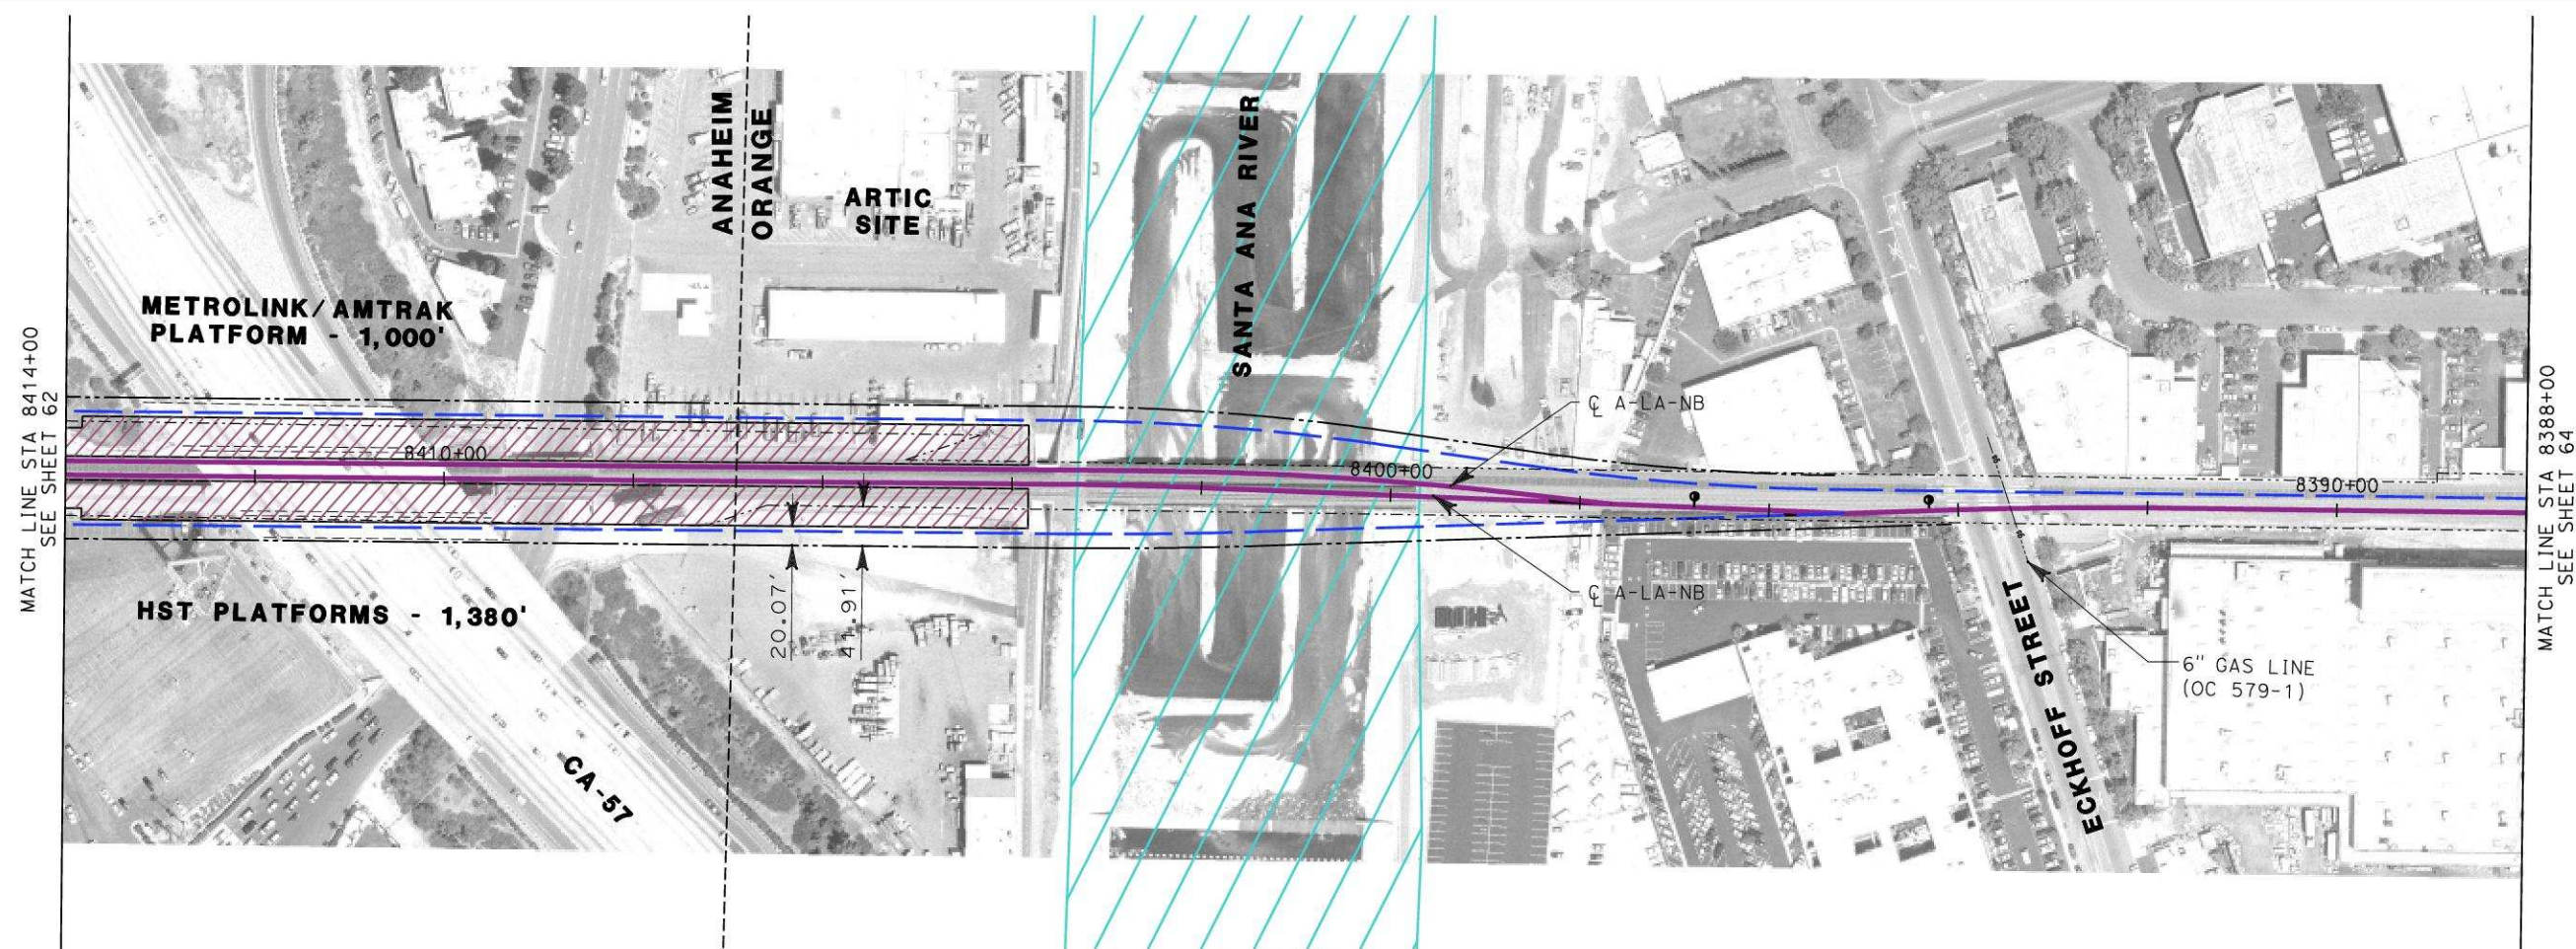 MATCH LINE STA 8414+00
SEE SHEET 62
METROLINK/AMTRAK
PLATFORM - 1,000'
ANAHEIM
ORANGE
ARTIC
SITE
SANTA ANA RIVER
8410+00
8400+00
8390+00
℄ A-LA-NB
℄ A-LA-NB
HST PLATFORMS - 1,380'
20.07'
41.91'
CA-57
ECKHOFF STREET
6" GAS LINE
(OC 579-1)
MATCH LINE STA 8388+00
SEE SHEET 64